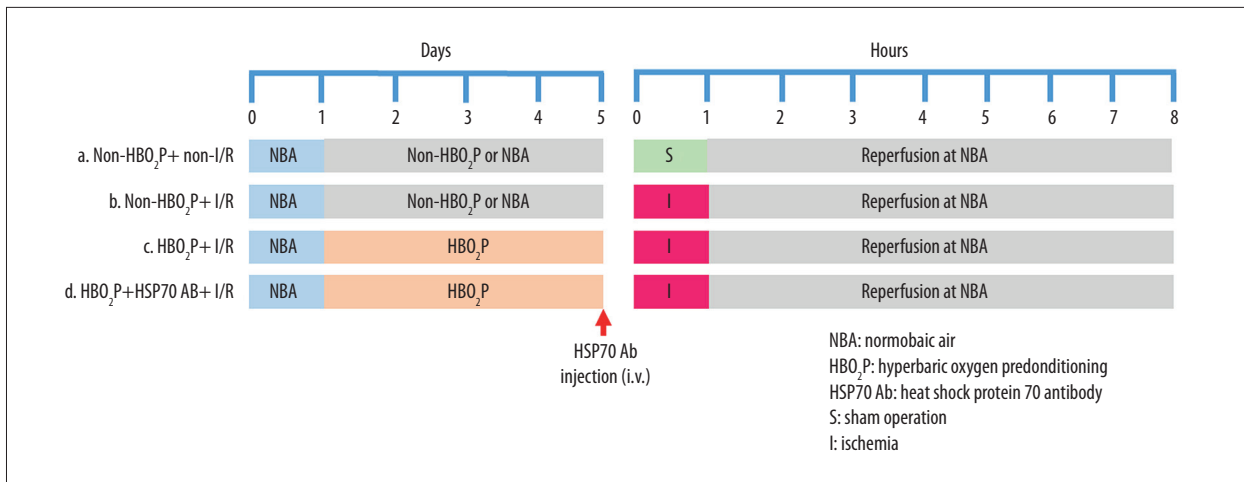 Days
Hours
0 1 2 3 4 5
0 1 2 3 4 5 6 7 8
a. Non-HBO₂P+ non-I/R NBA Non-HBO₂P or NBA S Reperfusion at NBA
b. Non-HBO₂P+ I/R NBA Non-HBO₂P or NBA I Reperfusion at NBA
c. HBO₂P+ I/R NBA HBO₂P I Reperfusion at NBA
d. HBO₂P+HSP70 AB+ I/R NBA HBO₂P I Reperfusion at NBA
HSP70 Ab
injection (i.v.)
NBA: normobaic air
HBO₂P: hyperbaric oxygen predonditioning
HSP70 Ab: heat shock protein 70 antibody
S: sham operation
I: ischemia